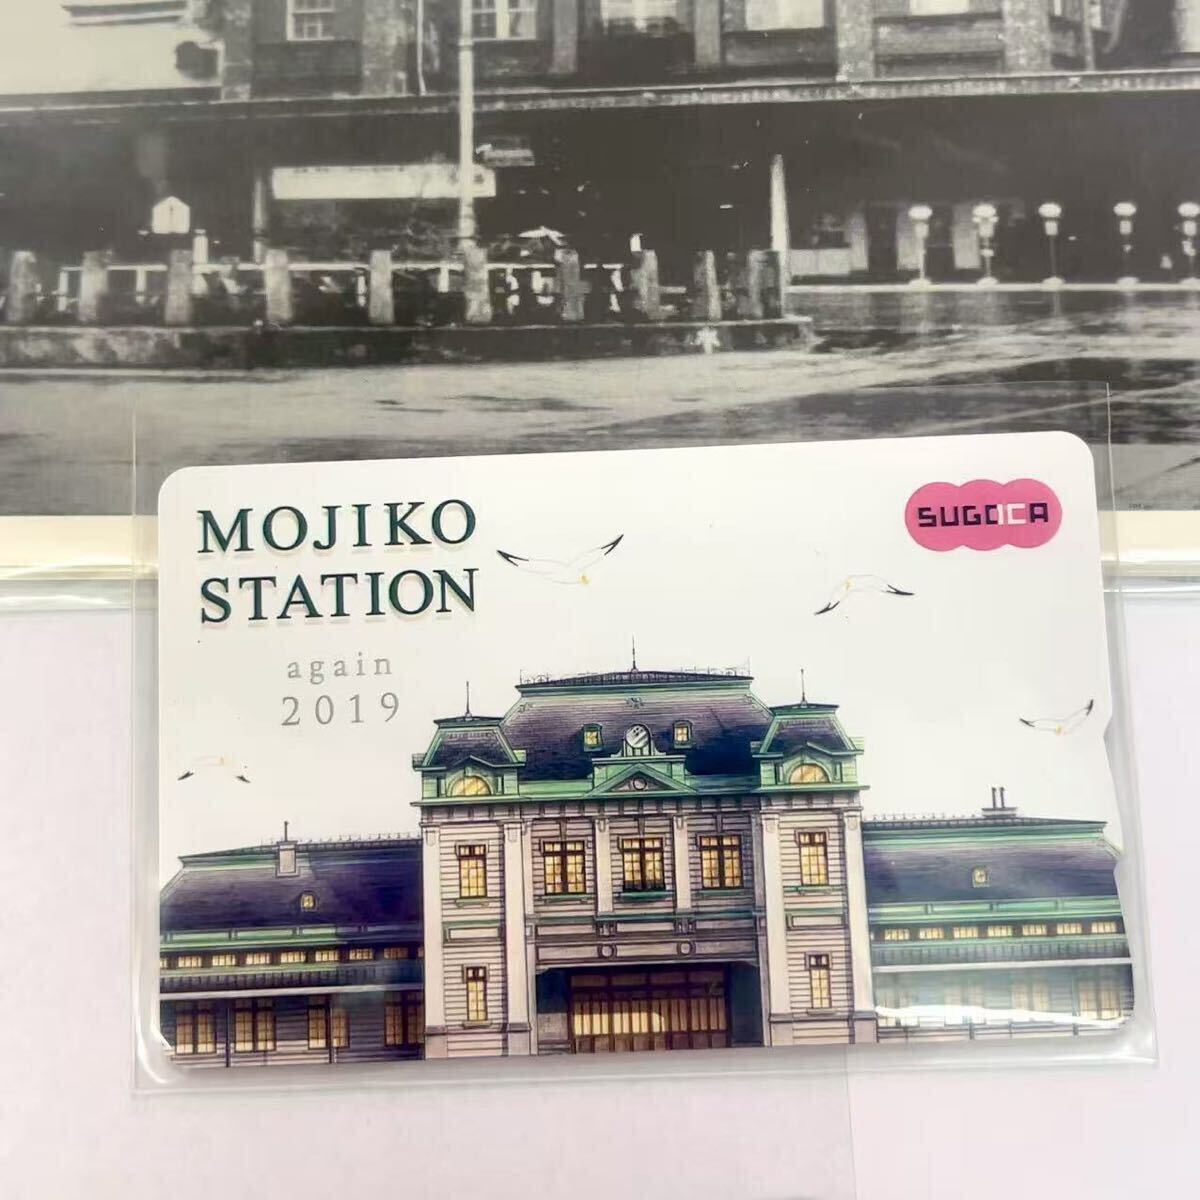 MOJIKO
STATION
again
2019
SUGOCA